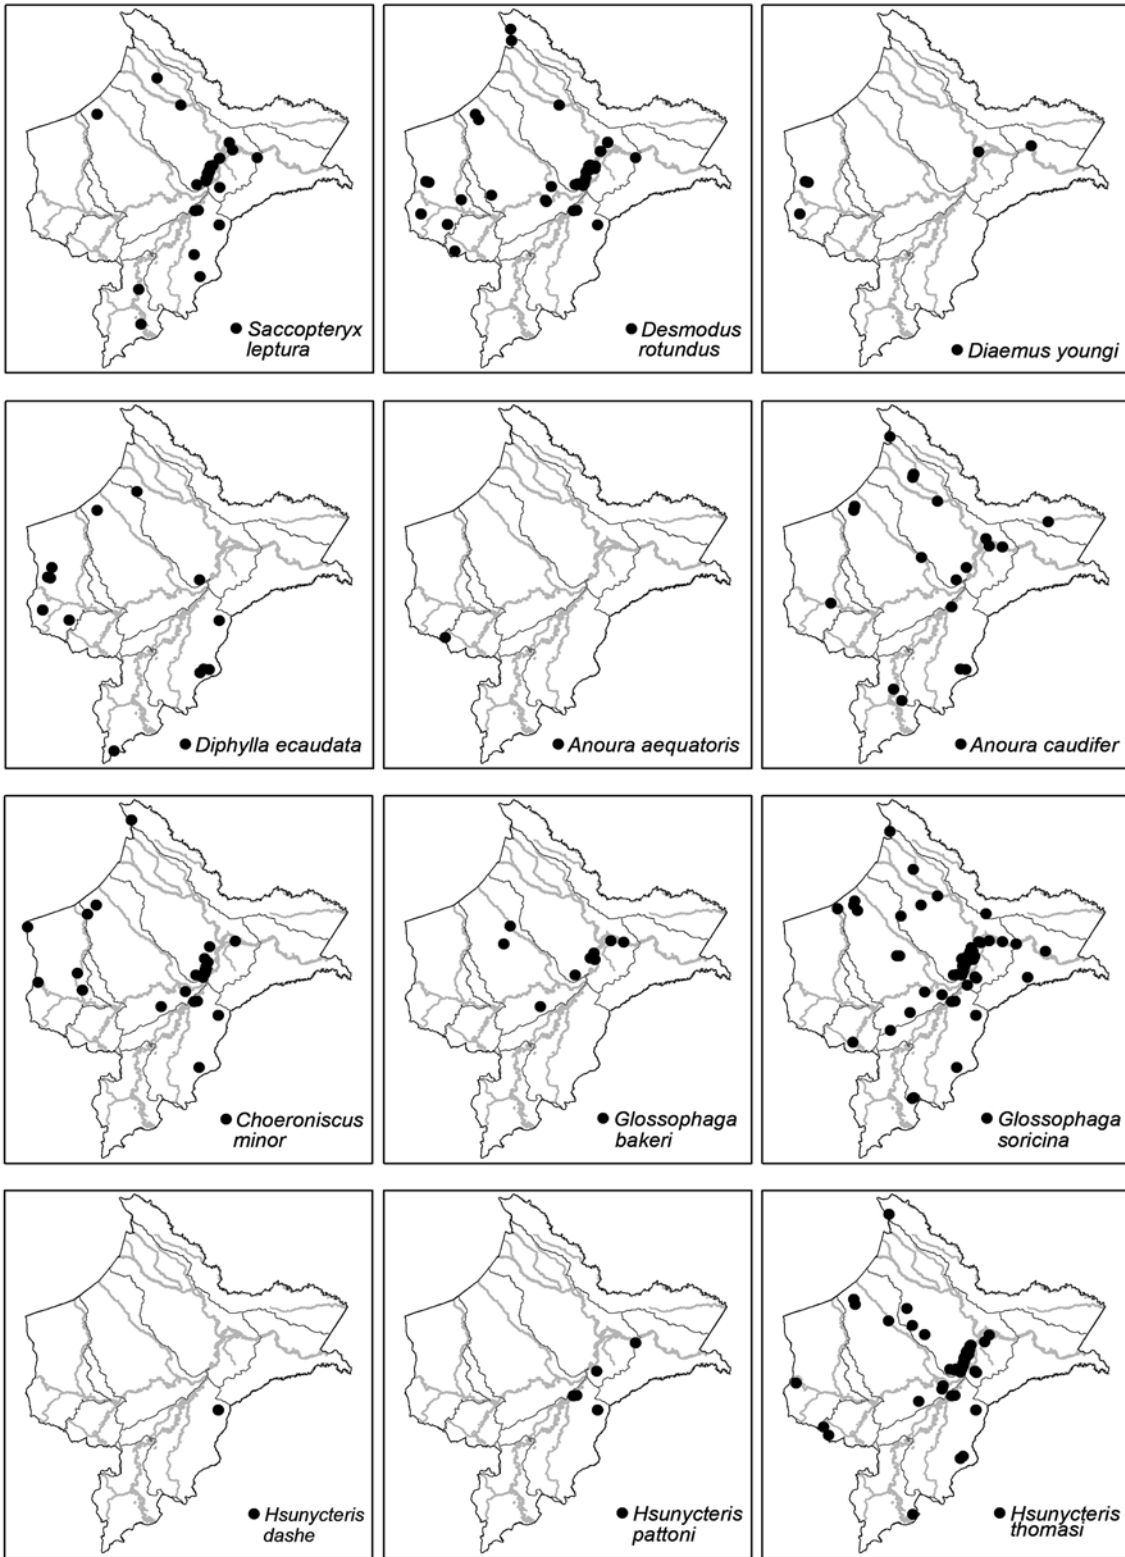 Saccopteryx
leptura
Desmodus
rotundus
Diaemus youngi
Diphylla ecaudata
Anoura aequatoris
Anoura caudifer
Choeroniscus
minor
Glossophaga
bakeri
Glossophaga
soricina
Hsunycteris
dashe
Hsunycteris
pattoni
Hsunycteris
thomasi